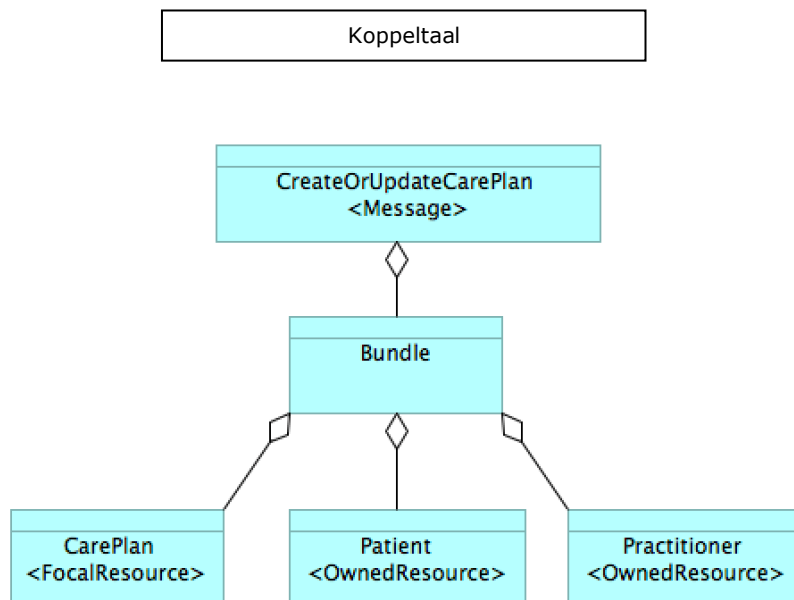 Koppeltaal
CreateOrUpdateCarePlan
<Message>
Bundle
CarePlan
<FocalResource>
Patient
<OwnedResource>
Practitioner
<OwnedResource>